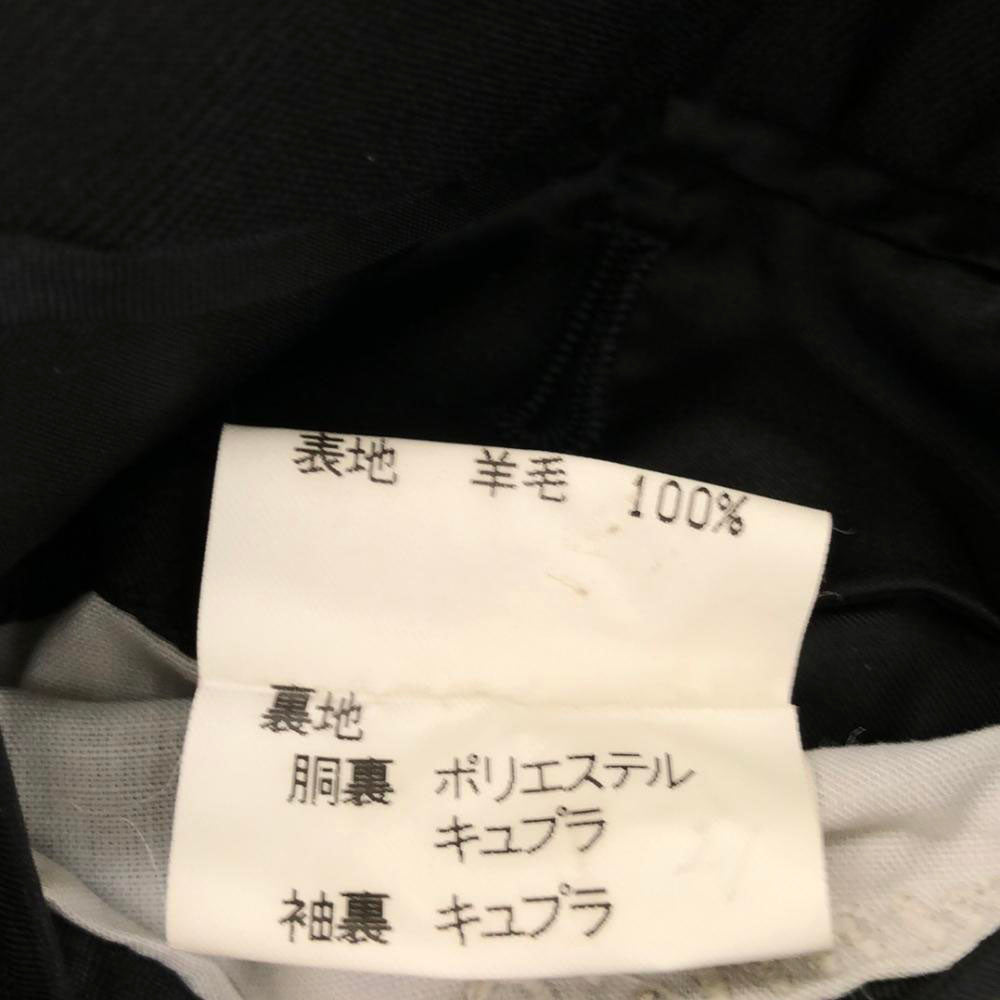 表地 羊毛 100%
裏地
胴裏 ポリエステル
キュプラ
袖裏 キュプラ